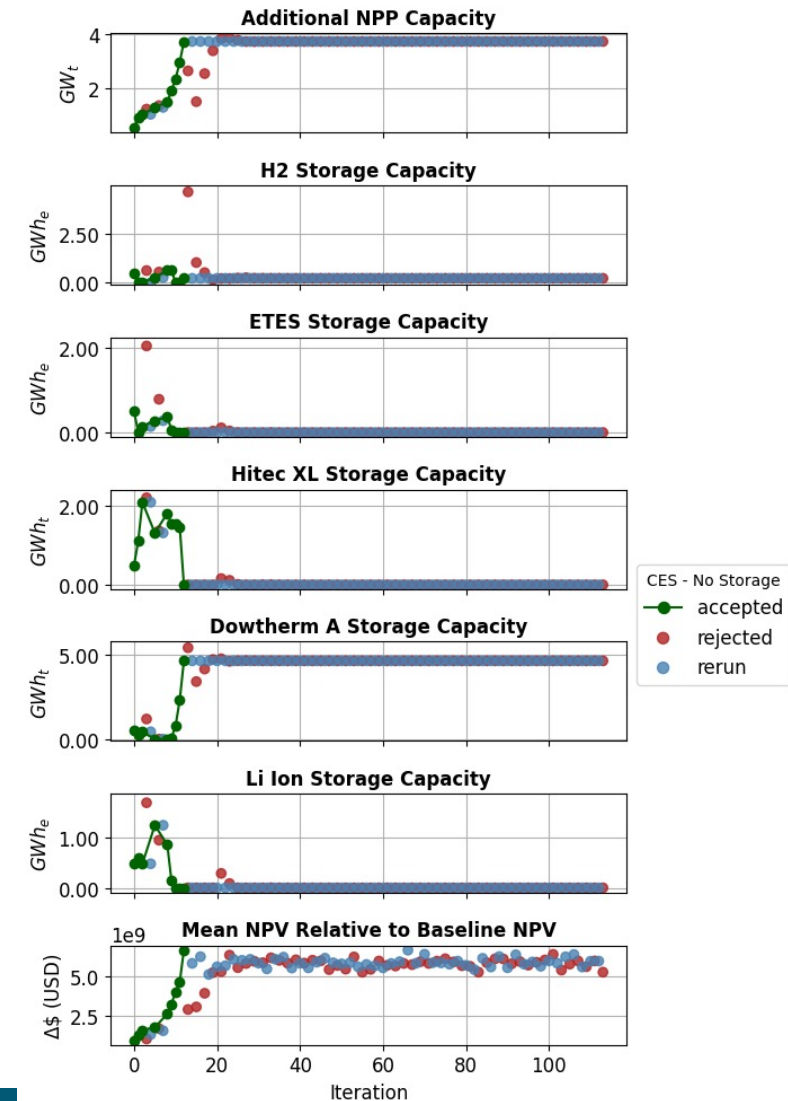 Additional NPP Capacity
4
2
GWₜ
H2 Storage Capacity
2.50
0.00
GWhₑ
ETES Storage Capacity
2.00
0.00
GWhₑ
Hitec XL Storage Capacity
2.00
0.00
GWhₜ
CES - No Storage
accepted
rejected
rerun
Dowtherm A Storage Capacity
5.00
0.00
GWhₜ
Li Ion Storage Capacity
1.00
0.00
GWhₑ
1e9
Mean NPV Relative to Baseline NPV
5.0
2.5
Δ$ (USD)
0 20 40 60 80 100
Iteration